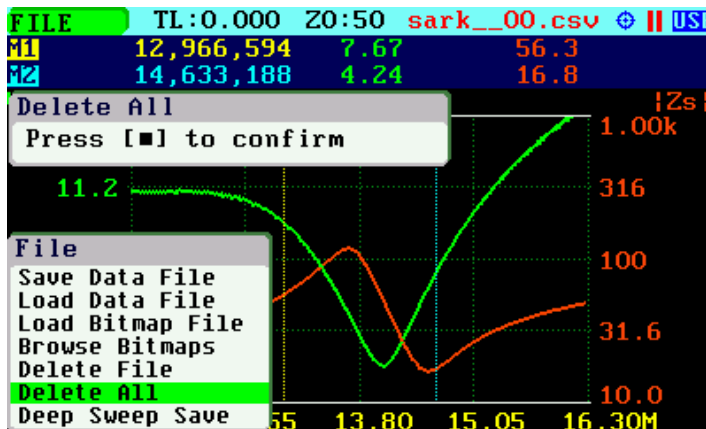 FILE TL:0.000 Z0:50 sark__00.csv
M1 12,966,594 7.67 56.3
M2 14,633,188 4.24 16.8
|Zs|
Delete All
Press [■] to confirm
1.00k
11.2
316
File
Save Data File
Load Data File
Load Bitmap File
Browse Bitmaps
Delete File
Delete All
Deep Sweep Save
100
31.6
10.0
13.80 15.05 16.30M